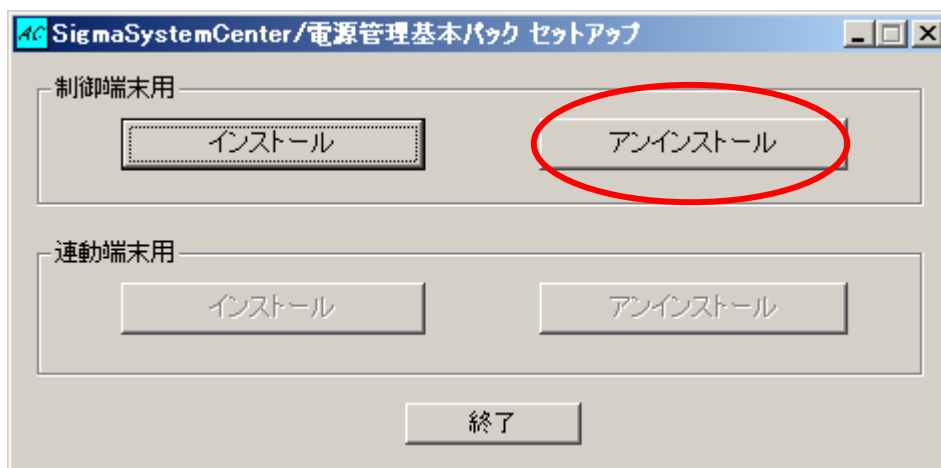 AC SigmaSystemCenter/電源管理基本パック セットアップ
制御端末用
インストール アンインストール
連動端末用
インストール アンインストール
終了